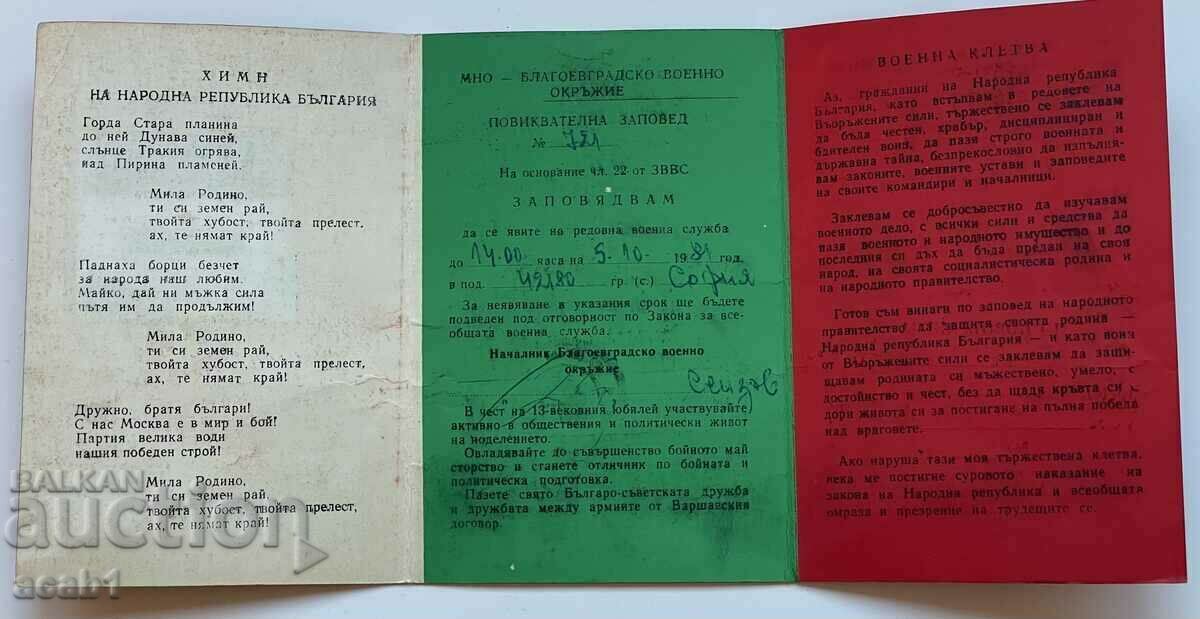 ХИМН
НА НАРОДНА РЕПУБЛИКА БЪЛГАРИЯ
Горда Стара планина
до ней Дунава синей,
слънце Тракия огрява,
над Пирина пламеней.
Мила Родино,
ти си земен рай,
твойта хубост, твойта прелест,
ах, те нямат край!
Паднаха борци безчет
за народа наш любим.
Майко, дай ни мъжка сила
пътя им да продължим!
Мила Родино,
ти си земен рай,
твойта хубост, твойта прелест,
ах, те нямат край!
Дружно, братя българи!
С нас Москва е в мир и бой!
Партия велика води
нашия победен строй!
Мила Родино,
ти си земен рай,
твойта хубост, твойта прелест,
ах, те нямат край!
МНО — БЛАГОЕВГРАДСКО ВОЕННО
ОКРЪЖИЕ
ПОВИКВАТЕЛНА ЗАПОВЕД
№ 721
На основание чл. 22 от ЗВВС
ЗАПОВЯДВАМ
да се явите на редовна военна служба
до 14.00 часа на 5.10. 1981 год.
в под. 42180 гр. (с.) София
За неявяване в указания срок ще бъдете
подведен под отговорност по Закона за все-
общата военна служба.
Началник Благоевградско военно
окръжие
В чест на 13-вековния юбилей участвувайте
активно в обществения и политически живот
на поделението.
Овладявайте до съвършенство бойното май
сторство и станете отличник по бойната и
политическа подготовка.
Пазете свято Българо-съветската дружба
и дружбата между армиите от Варшавския
договор.
ВОЕННА КЛЕТВА
Аз, гражданин на Народна република
България, като встъпвам в редовете на
Въоръжените сили, тържествено се заклевам
да бъда честен, храбър, дисциплиниран и
бдителен воин, да пазя строго военната и
държавна тайна, безпрекословно да изпълня-
вам законите, военните устави и заповедите
на своите командири и началници.
Заклевам се добросъвестно да изучавам
военното дело, с всички сили и средства да
пазя военното и народното имущество и до
последния си дъх да бъда предан на своя
народ, на своята социалистическа родина и
на народното правителство.
Готов съм винаги по заповед на народното
правителство да защитя своята родина —
Народна република България — и като воин
от Въоръжените сили се заклевам да защи-
щавам родината си мъжествено, умело, с
достойнство и чест, без да щадя кръвта си и
дори живота си за постигане на пълна победа
над враговете.
Ако наруша тази моя тържествена клетва,
нека ме постигне суровото наказание на
закона на Народна република и всеобщата
омраза и презрение на трудещите се.
BALKAN
auction
acab1